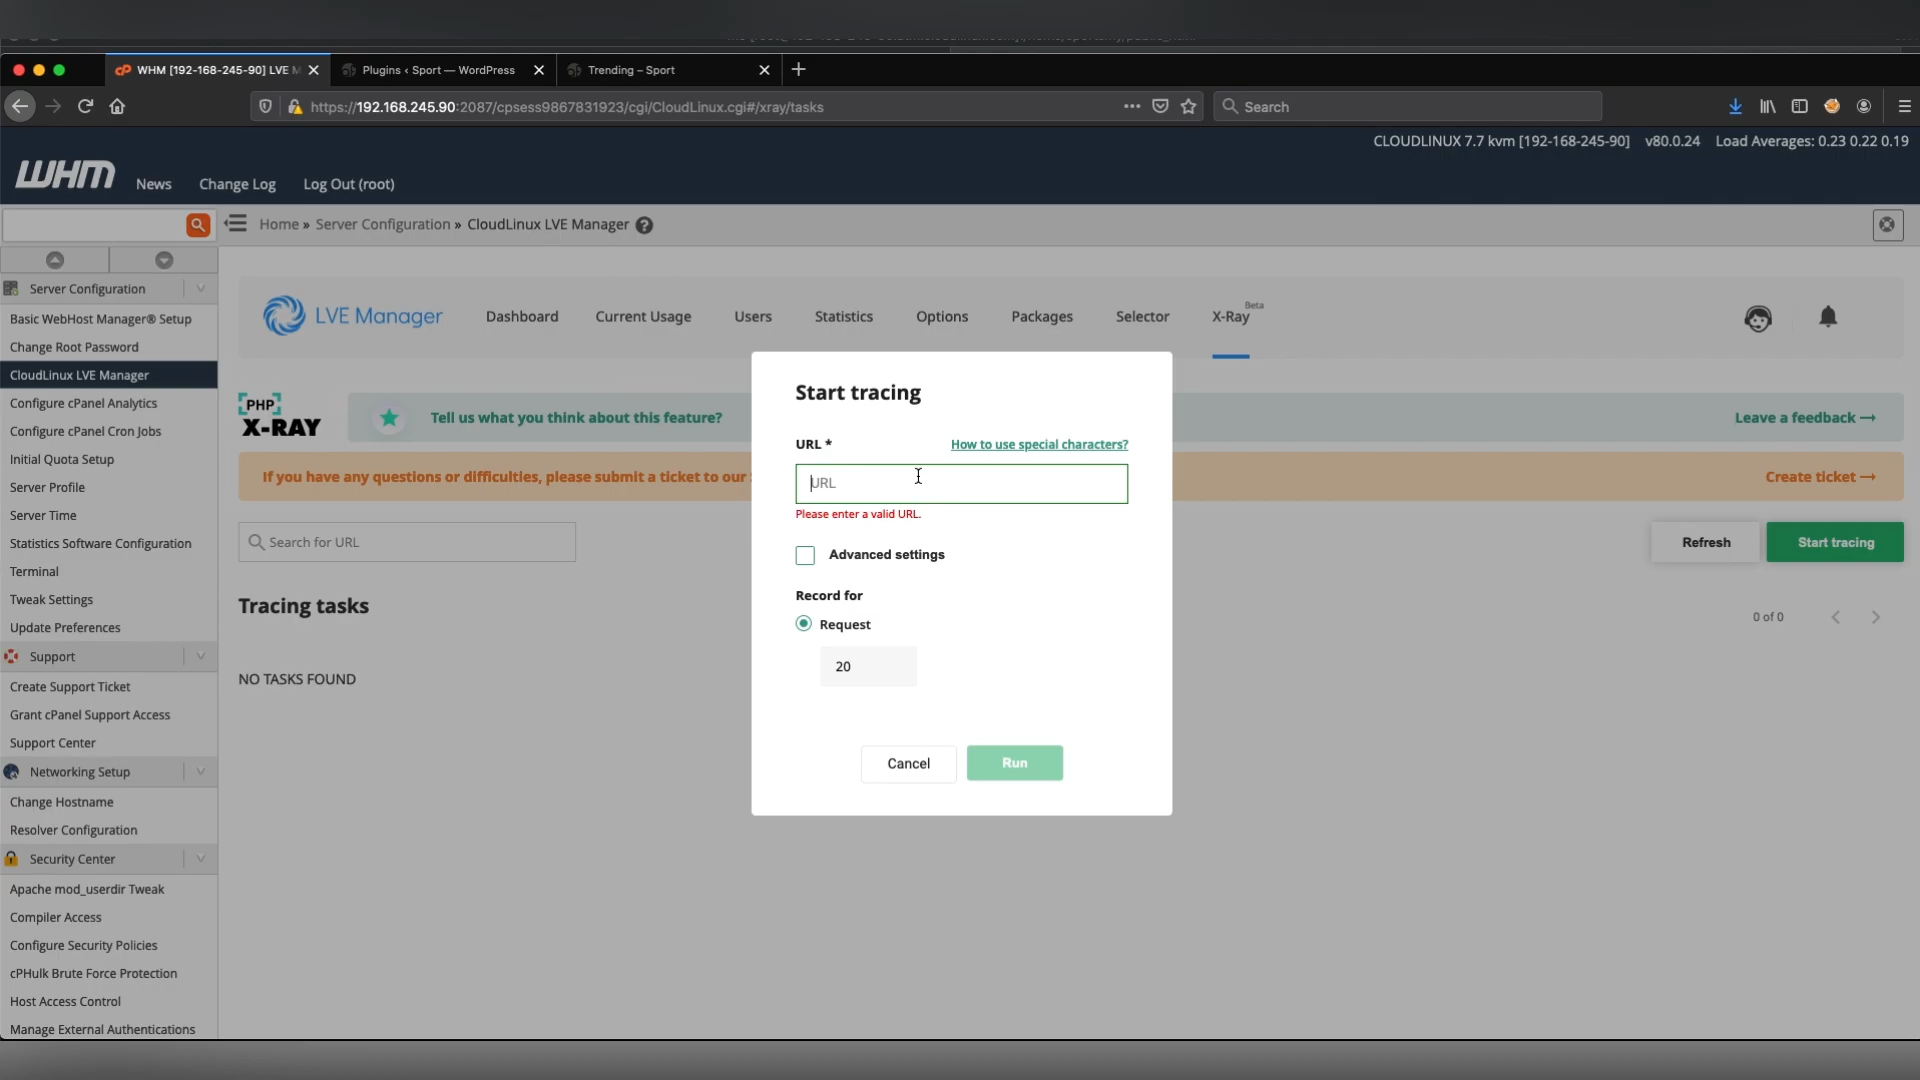 WHM [192-168-245-90] LVE M
Plugins ‹ Sport — WordPress
Trending – Sport
https://192.168.245.90:2087/cpsess9867831923/cgi/CloudLinux.cgi#/xray/tasks
Search
CLOUDLINUX 7.7 kvm [192-168-245-90] v80.0.24 Load Averages: 0.23 0.22 0.19
WHM
News
Change Log
Log Out (root)
Home » Server Configuration » CloudLinux LVE Manager
Server Configuration
Basic WebHost Manager® Setup
Change Root Password
CloudLinux LVE Manager
Configure cPanel Analytics
Configure cPanel Cron Jobs
Initial Quota Setup
Server Profile
Server Time
Statistics Software Configuration
Terminal
Tweak Settings
Update Preferences
Support
Create Support Ticket
Grant cPanel Support Access
Support Center
Networking Setup
Change Hostname
Resolver Configuration
Security Center
Apache mod_userdir Tweak
Compiler Access
Configure Security Policies
cPHulk Brute Force Protection
Host Access Control
Manage External Authentications
LVE Manager
Dashboard
Current Usage
Users
Statistics
Options
Packages
Selector
X-Ray
Beta
PHP
X-RAY
Tell us what you think about this feature?
Leave a feedback →
If you have any questions or difficulties, please submit a ticket to our
Create ticket →
Search for URL
Refresh
Start tracing
Tracing tasks
0 of 0
NO TASKS FOUND
Start tracing
URL *
How to use special characters?
URL
Please enter a valid URL.
Advanced settings
Record for
Request
20
Cancel
Run